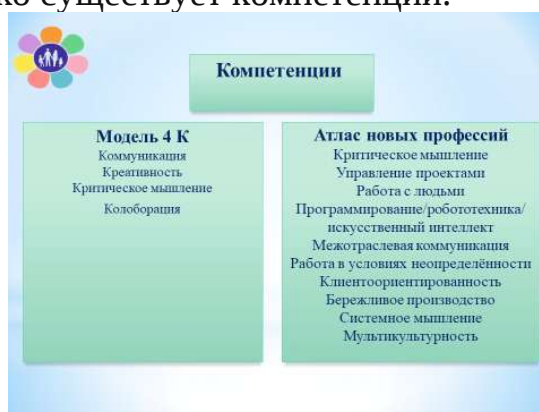 ко существует компетенций.
Компетенции
Модель 4 К
Коммуникация
Креативность
Критическое мышление
Колоборация
Атлас новых профессий
Критическое мышление
Управление проектами
Работа с людьми
Программирование/робототехника/
искусственный интеллект
Межотраслевая коммуникация
Работа в условиях неопределённости
Клиентоориентированность
Бережливое производство
Системное мышление
Мультикультурность